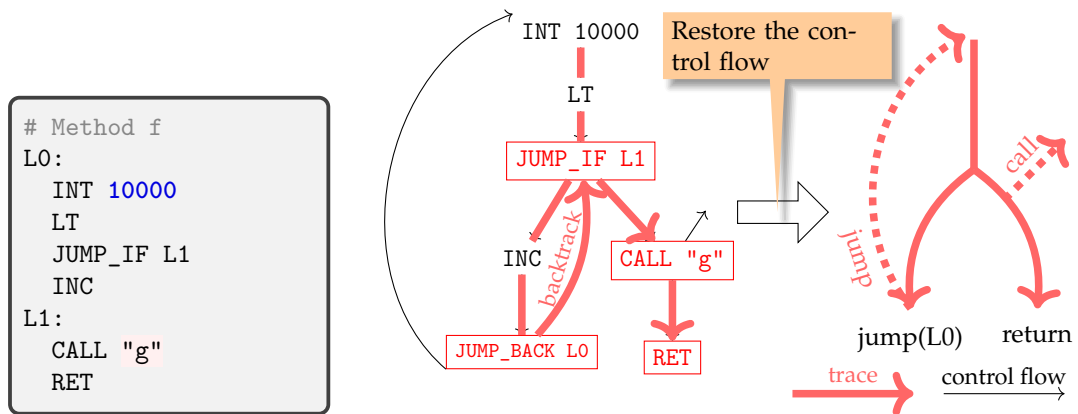 # Method f
L0:
INT 10000
LT
JUMP_IF L1
INC
L1:
CALL "g"
RET
INT 10000
LT
JUMP_IF L1
INC
backtrack
CALL "g"
JUMP_BACK L0
RET
Restore the con-
trol flow
call
jump
jump(L0)
return
trace
control flow